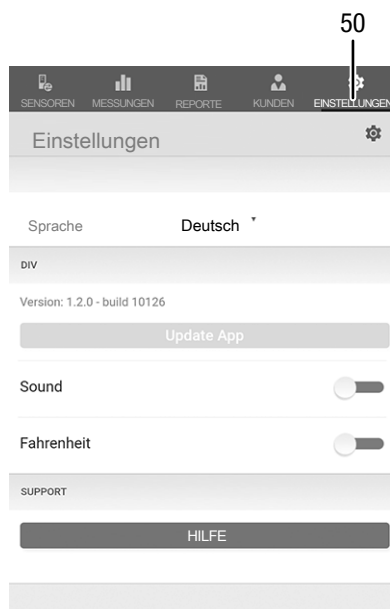 50
SENSOREN MESSUNGEN REPORTE KUNDEN EINSTELLUNGEN
Einstellungen
Sprache Deutsch
DIV
Version: 1.2.0 - build 10126
Update App
Sound
Fahrenheit
SUPPORT
HILFE